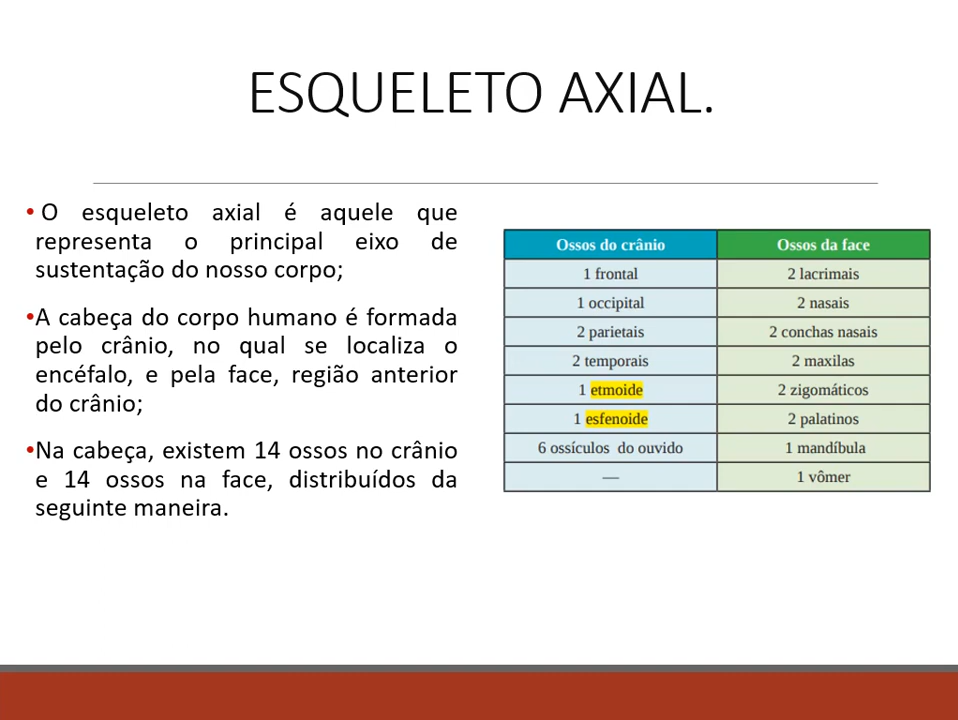 ESQUELETO AXIAL.
• O esqueleto axial é aquele que
representa o principal eixo de
sustentação do nosso corpo;
•A cabeça do corpo humano é formada
pelo crânio, no qual se localiza o
encéfalo, e pela face, região anterior
do crânio;
•Na cabeça, existem 14 ossos no crânio
e 14 ossos na face, distribuídos da
seguinte maneira.
Ossos do crânio Ossos da face
1 frontal 2 lacrimais
1 occipital 2 nasais
2 parietais 2 conchas nasais
2 temporais 2 maxilas
1 etmoide 2 zigomáticos
1 esfenoide 2 palatinos
6 ossículos do ouvido 1 mandíbula
— 1 vômer